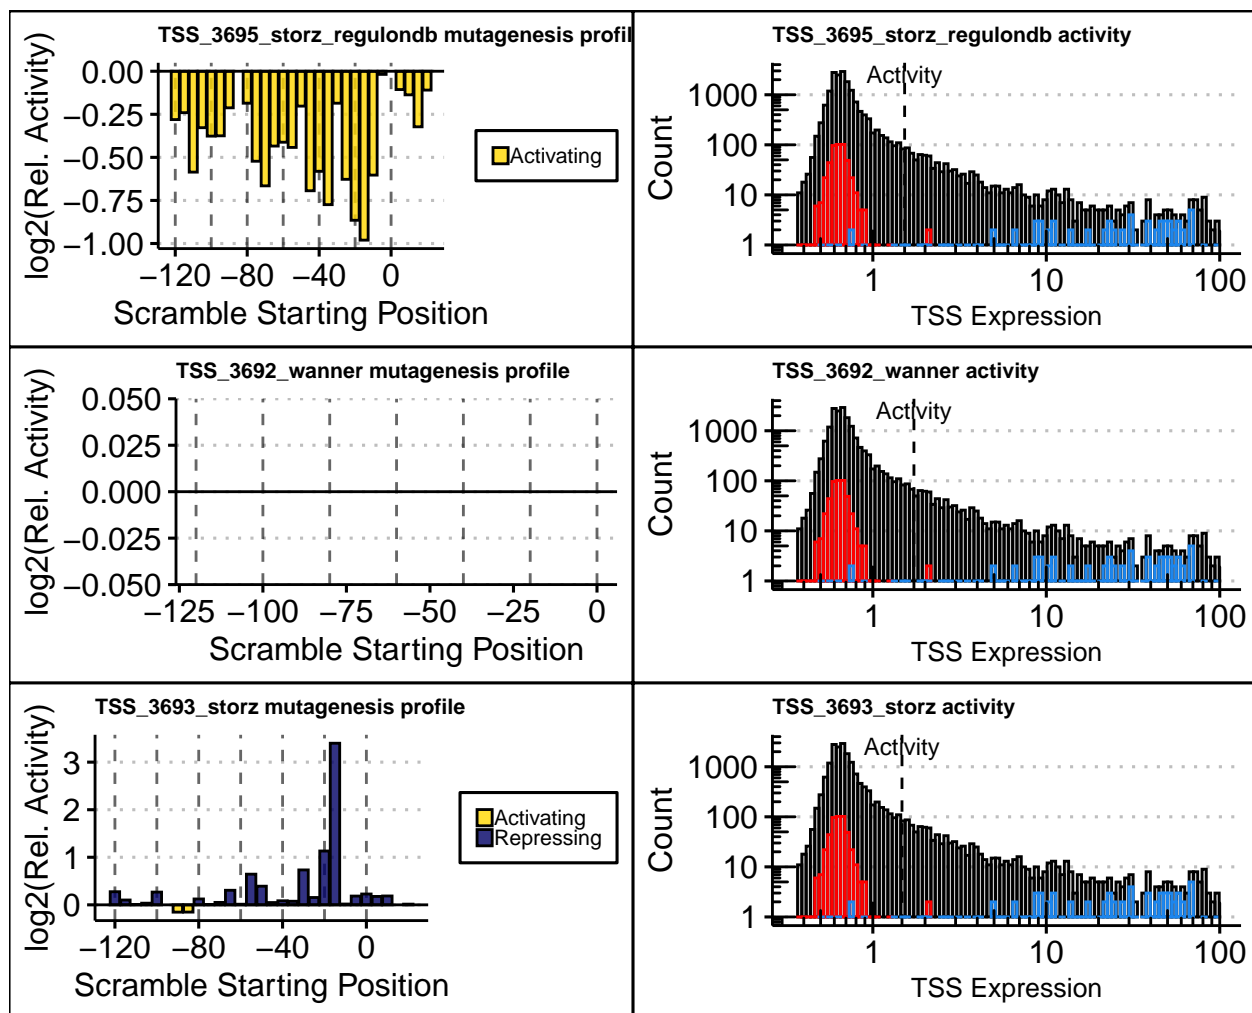 TSS_3695_storz_regulondb mutagenesis profil
log2(Rel. Activity)
0.00
−0.25
−0.50
−0.75
−1.00
−120 −80 −40 0
Scramble Starting Position
Activating
TSS_3695_storz_regulondb activity
Activity
Count
1000
100
10
1
1 10 100
TSS Expression
TSS_3692_wanner mutagenesis profile
log2(Rel. Activity)
0.050
0.025
0.000
−0.025
−0.050
−125 −100 −75 −50 −25 0
Scramble Starting Position
TSS_3692_wanner activity
Activity
Count
1000
100
10
1
1 10 100
TSS Expression
TSS_3693_storz mutagenesis profile
log2(Rel. Activity)
3
2
1
0
−120 −80 −40 0
Scramble Starting Position
Activating
Repressing
TSS_3693_storz activity
Activity
Count
1000
100
10
1
1 10 100
TSS Expression